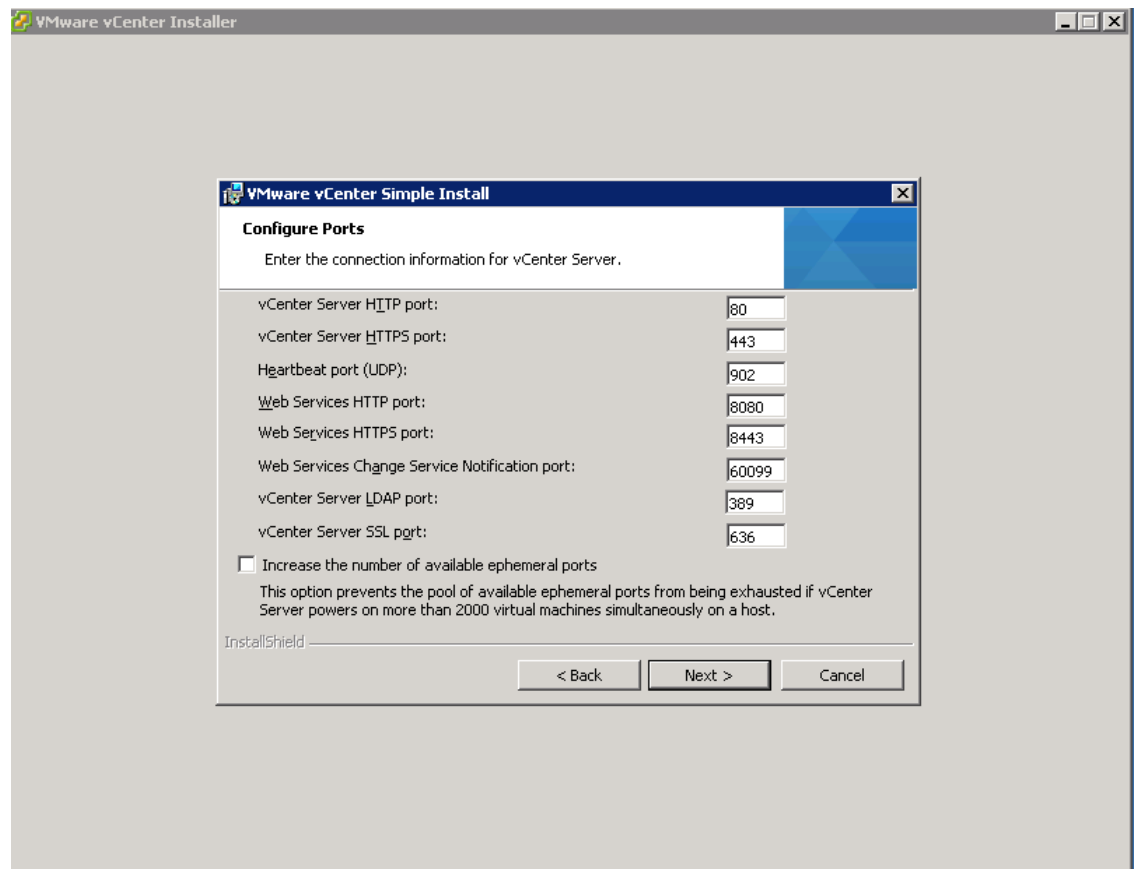 VMware vCenter Installer
VMware vCenter Simple Install
Configure Ports
Enter the connection information for vCenter Server.
vCenter Server HTTP port: 80
vCenter Server HTTPS port: 443
Heartbeat port (UDP): 902
Web Services HTTP port: 8080
Web Services HTTPS port: 8443
Web Services Change Service Notification port: 60099
vCenter Server LDAP port: 389
vCenter Server SSL port: 636
Increase the number of available ephemeral ports
This option prevents the pool of available ephemeral ports from being exhausted if vCenter
Server powers on more than 2000 virtual machines simultaneously on a host.
InstallShield
< Back Next > Cancel